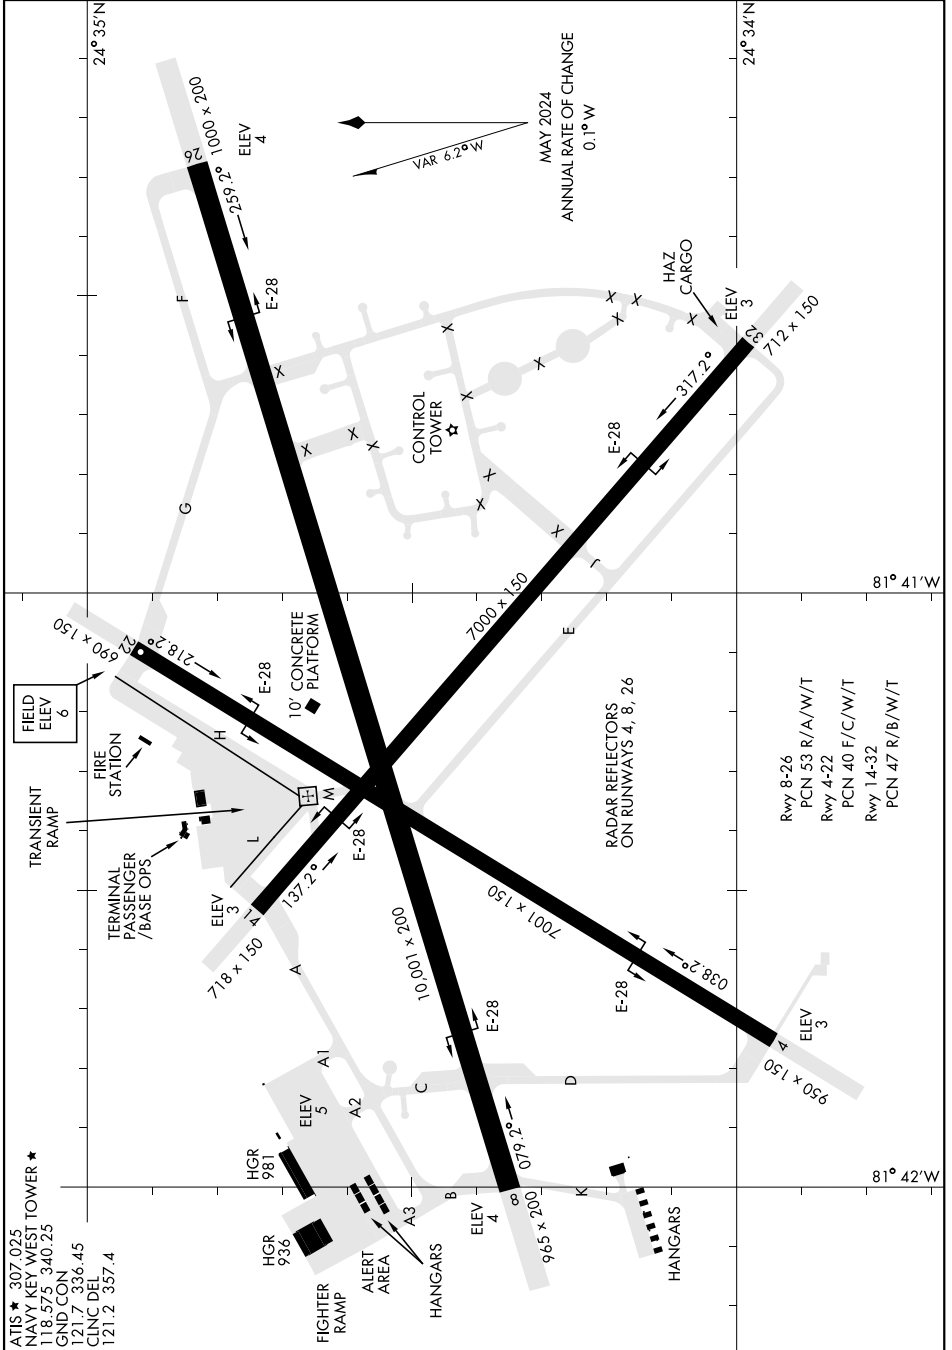 ATIS ★ 307.025
NAVY KEY WEST TOWER ★
118.575 340.25
GND CON
121.7 336.45
CLNC DEL
121.2 357.4
FIELD
ELEV
6
TRANSIENT
RAMP
FIRE
STATION
TERMINAL
PASSENGER
/BASE OPS
24° 35'N
24° 34'N
81° 41'W
81° 42'W
26
1000 x 200
ELEV
4
259.2°
E-28
F
G
VAR 6.2° W
MAY 2024
ANNUAL RATE OF CHANGE
0.1° W
HAZ
CARGO
ELEV
3
32
712 x 150
317.2°
E-28
CONTROL
TOWER
X
X
X
X
X
X
X
X
X
X
X
X
X
X
J
E
7000 x 150
690 x 150
22
218.2°
E-28
H
10' CONCRETE
PLATFORM
W
L
E-28
137.2°
ELEV
3
14
718 x 150
A
10,001 x 200
7001 x 150
RADAR REFLECTORS
ON RUNWAYS 4, 8, 26
Rwy 8-26
PCN 53 R/A/W/T
Rwy 4-22
PCN 40 F/C/W/T
Rwy 14-32
PCN 47 R/B/W/T
E-28
038.2°
4
ELEV
3
950 x 150
E-28
A1
A2
C
D
ELEV
5
HGR
981
HGR
936
FIGHTER
RAMP
ALERT
AREA
HANGARS
A3
B
ELEV
4
8
079.2°
965 x 200
K
HANGARS